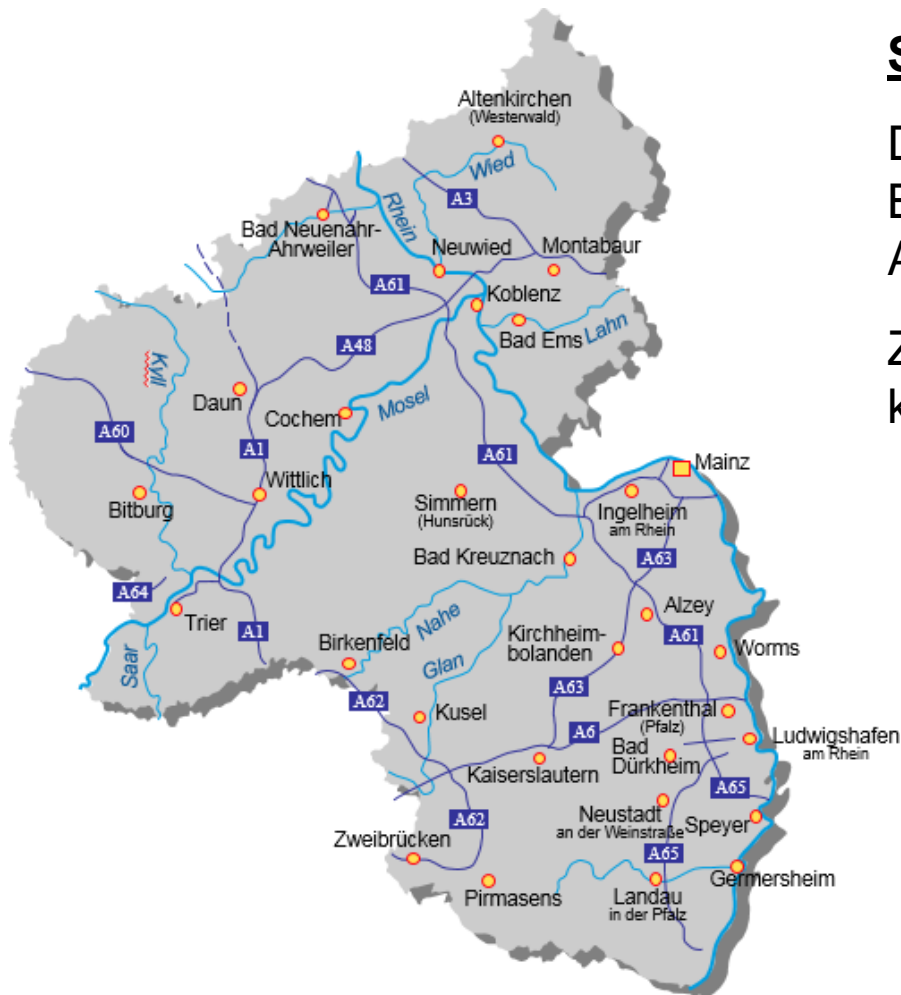 S
D
E
A
Z
k
Altenkirchen
(Westerwald)
Wied
A3
Rhein
Bad Neuenahr-
Ahrweiler
Neuwied
Montabaur
A61
Koblenz
Bad Ems
Lahn
A48
Kyll
Daun
Cochem
Mosel
A60
A1
A61
Wittlich
Mainz
Bitburg
Simmern
(Hunsrück)
Ingelheim
am Rhein
Bad Kreuznach
A63
A64
Trier
A1
Nahe
Alzey
Saar
Birkenfeld
Glan
Kirchheim-
bolanden
A61
Worms
A62
A63
Kusel
A6
Frankenthal
(Pfalz)
Ludwigshafen
am Rhein
Kaiserslautern
Bad
Dürkheim
A65
A62
Neustadt
an der Weinstraße
Speyer
Zweibrücken
A65
Pirmasens
Landau
in der Pfalz
Germersheim